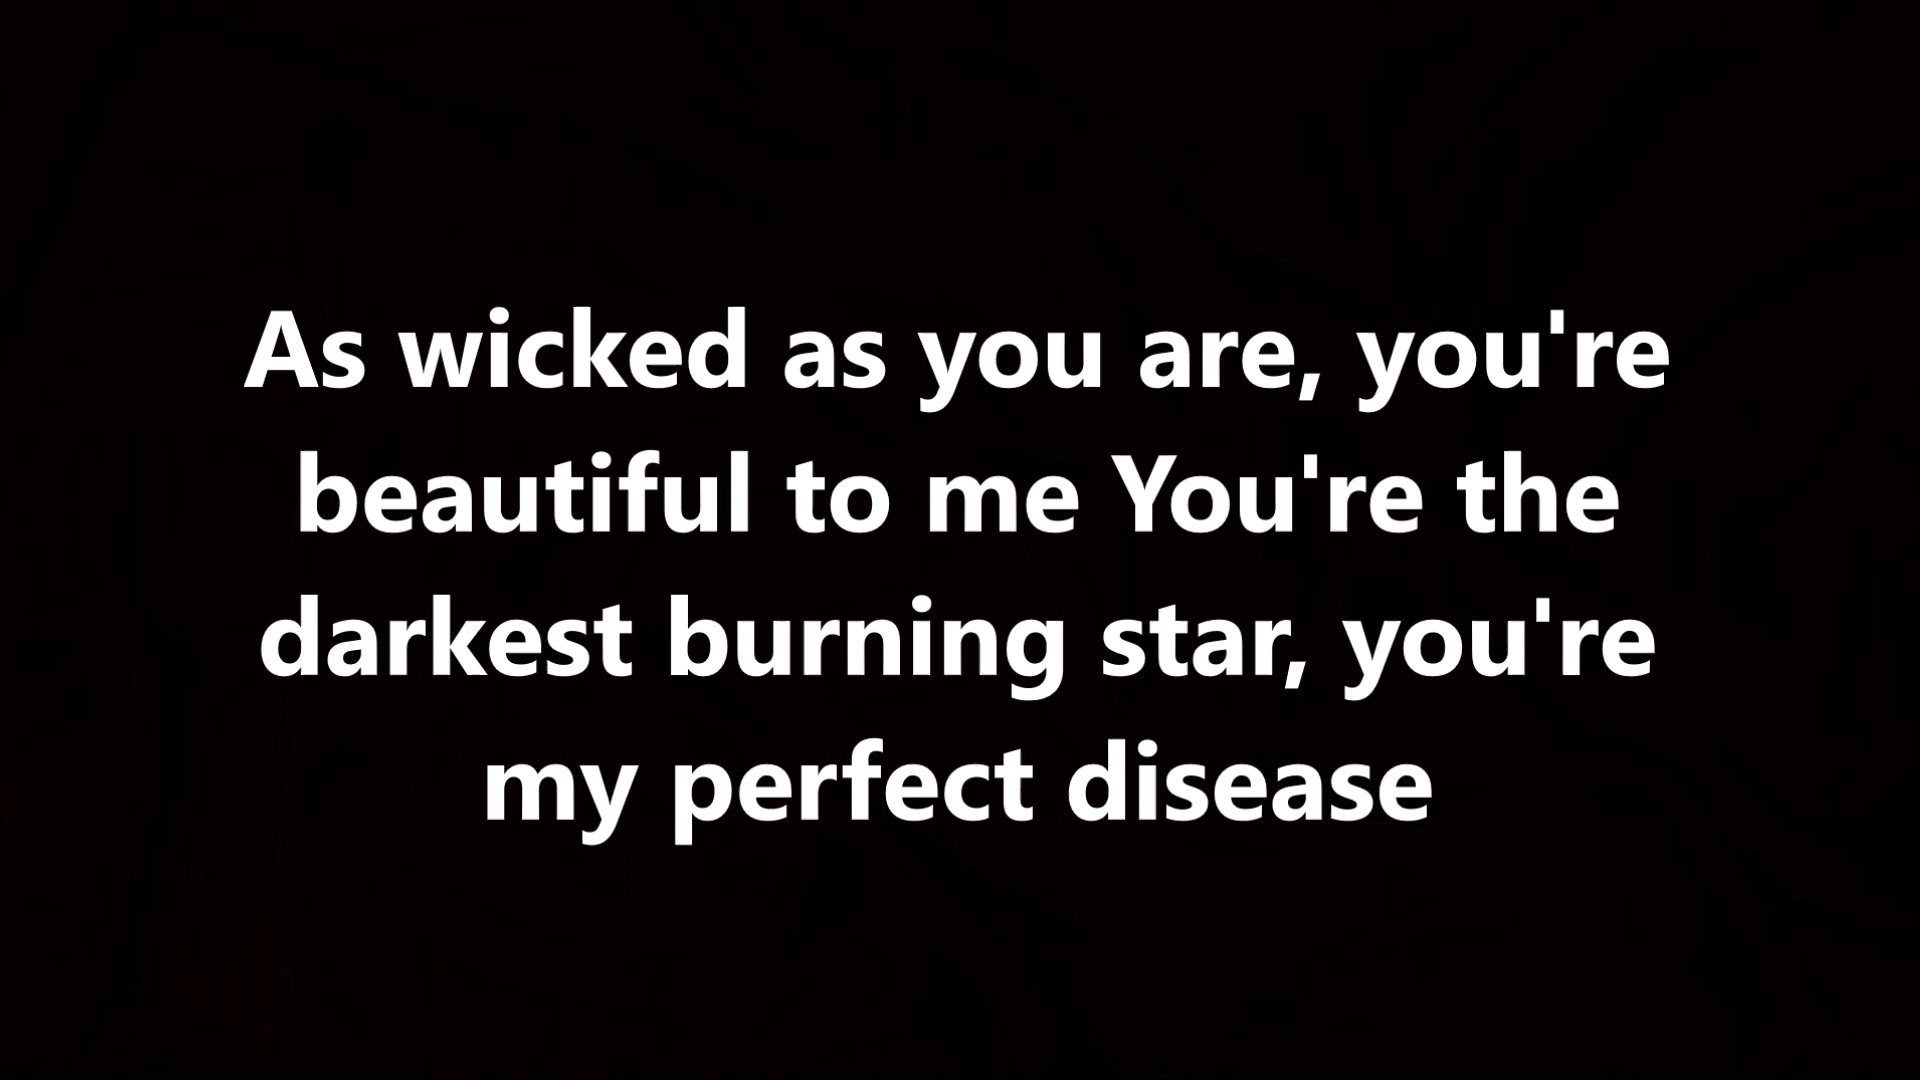 As wicked as you are, you're
beautiful to me You're the
darkest burning star, you're
my perfect disease